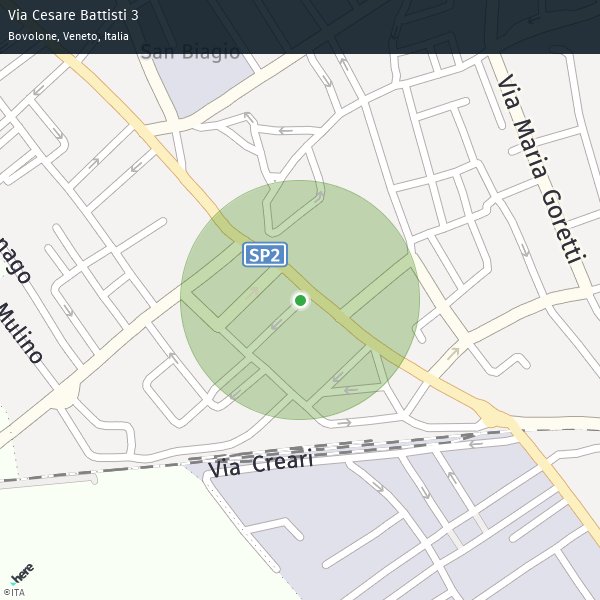 Via Cesare Battisti 3
Bovolone, Veneto, Italia
San Biagio
Via Maria Goretti
SP2
nago
Mulino
Via Creari
here
©ITA